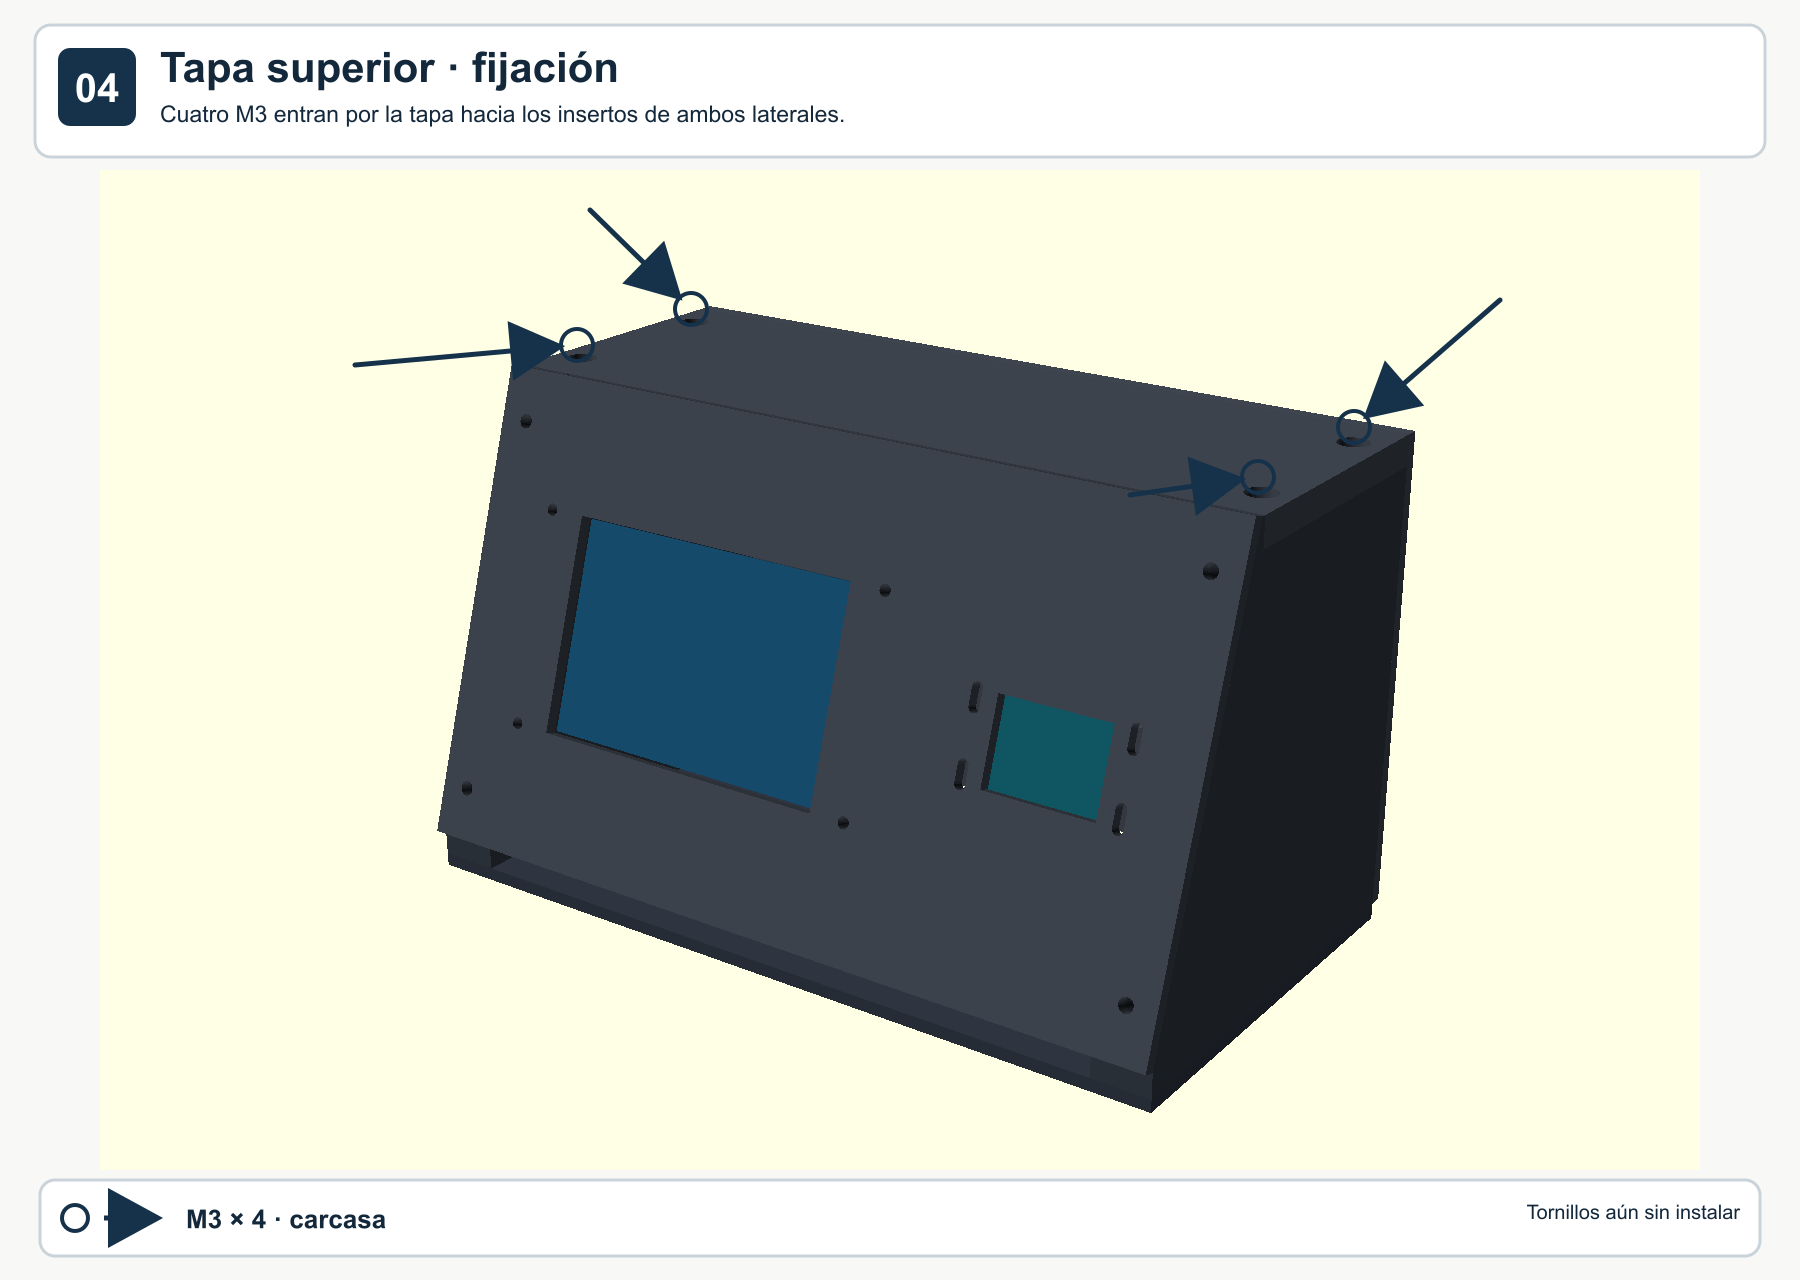 04
Tapa superior · fijación
Cuatro M3 entran por la tapa hacia los insertos de ambos laterales.
M3 × 4 · carcasa
Tornillos aún sin instalar